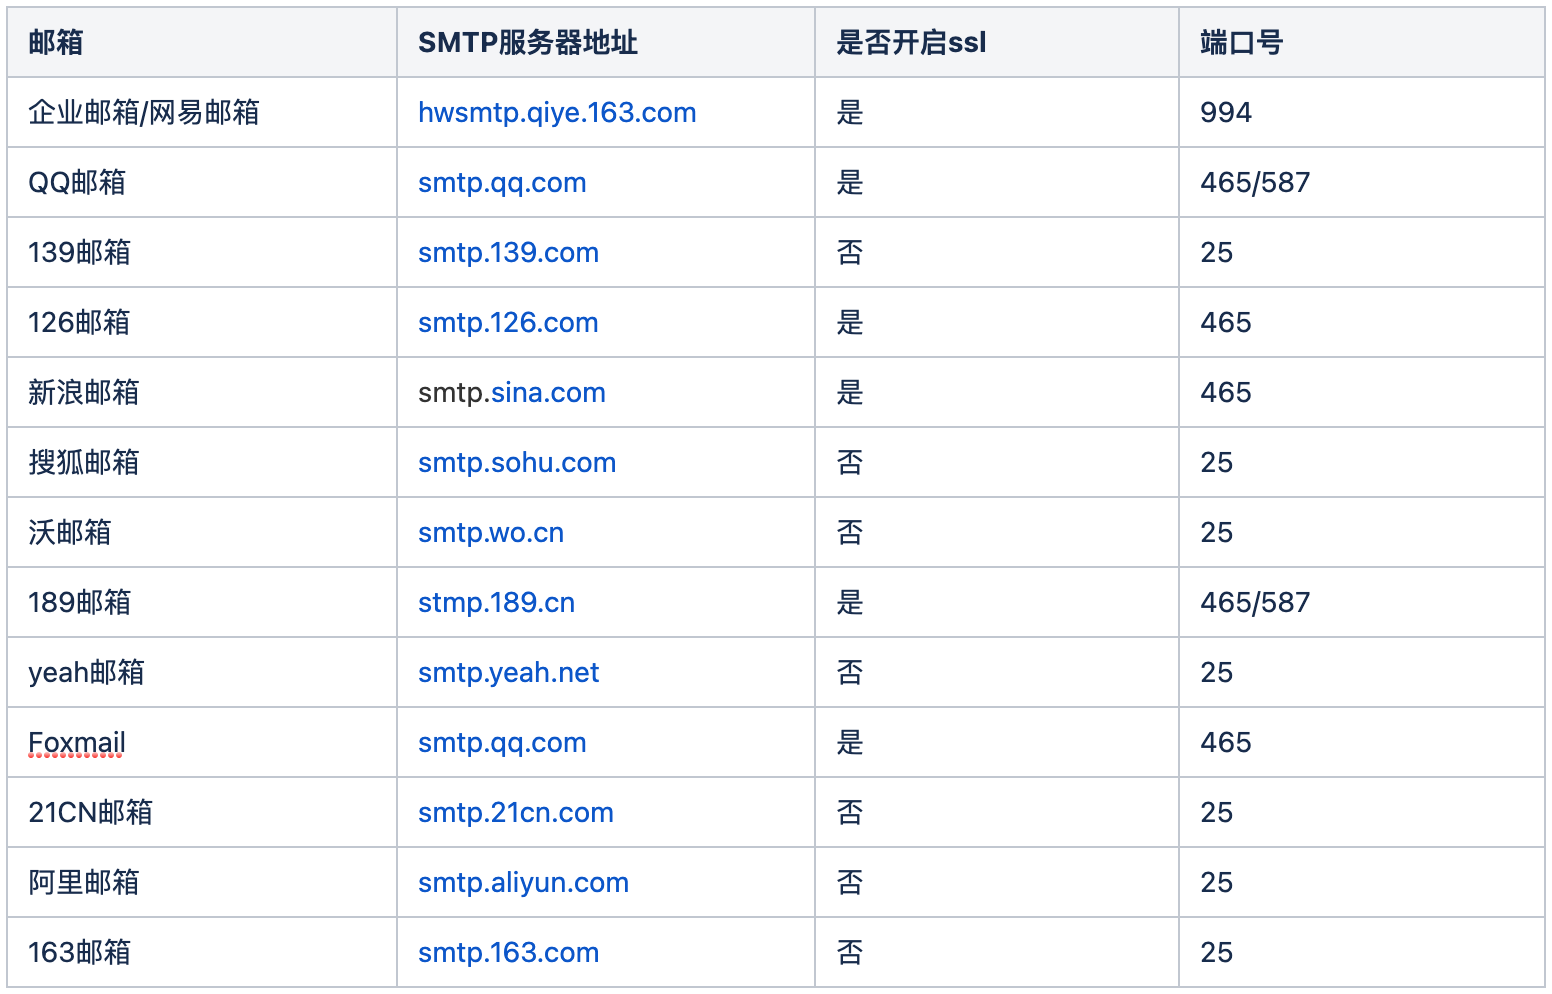 邮箱 SMTP服务器地址 是否开启ssl 端口号
企业邮箱/网易邮箱 hwsmtp.qiye.163.com 是 994
QQ邮箱 smtp.qq.com 是 465/587
139邮箱 smtp.139.com 否 25
126邮箱 smtp.126.com 是 465
新浪邮箱 smtp.sina.com 是 465
搜狐邮箱 smtp.sohu.com 否 25
沃邮箱 smtp.wo.cn 否 25
189邮箱 stmp.189.cn 是 465/587
yeah邮箱 smtp.yeah.net 否 25
Foxmail smtp.qq.com 是 465
21CN邮箱 smtp.21cn.com 否 25
阿里邮箱 smtp.aliyun.com 否 25
163邮箱 smtp.163.com 否 25